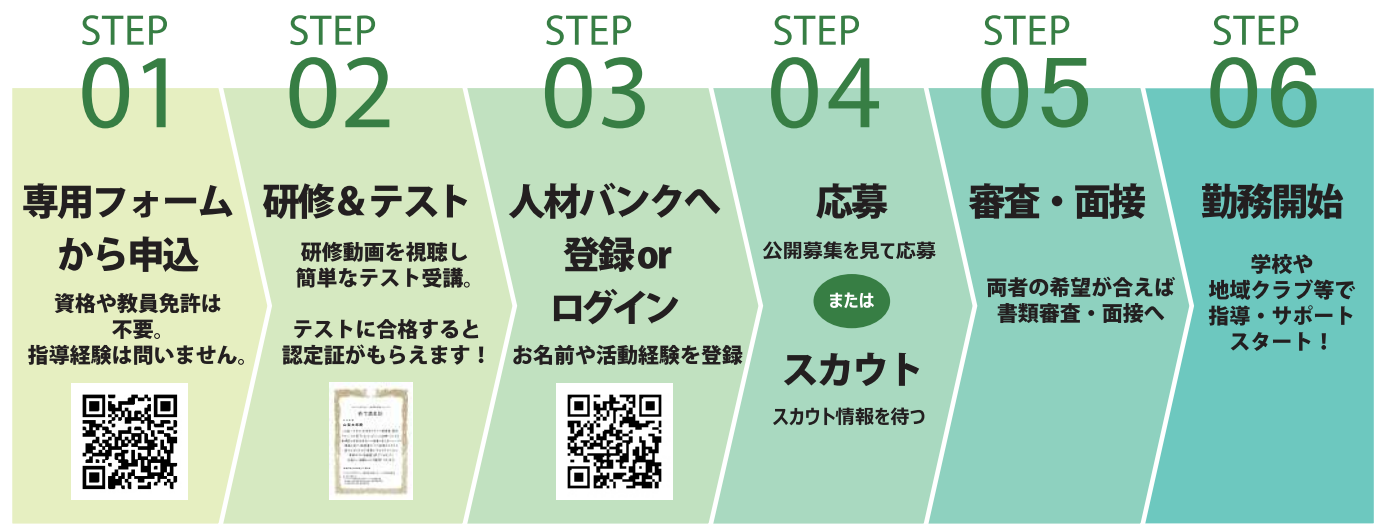 STEP
01
専用フォーム
から申込
資格や教員免許は
不要。
指導経験は問いません。
STEP
02
研修&テスト
研修動画を視聴し
簡単なテスト受講。
テストに合格すると
認定証がもらえます！
STEP
03
人材バンクへ
登録or
ログイン
お名前や活動経験を登録
STEP
04
応募
公開募集を見て応募
または
スカウト
スカウト情報を待つ
STEP
05
審査・面接
両者の希望が合えば
書類審査・面接へ
STEP
06
勤務開始
学校や
地域クラブ等で
指導・サポート
スタート！